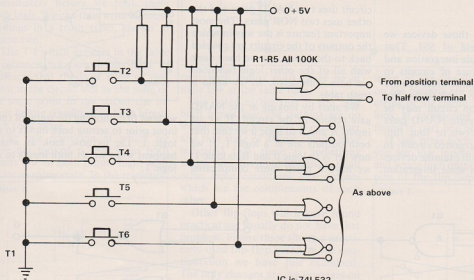 0 + 5V
R1-R5 All 100K
T2
From position terminal
To half row terminal
T3
T4
As above
T5
T6
T1
IC is 74LS32